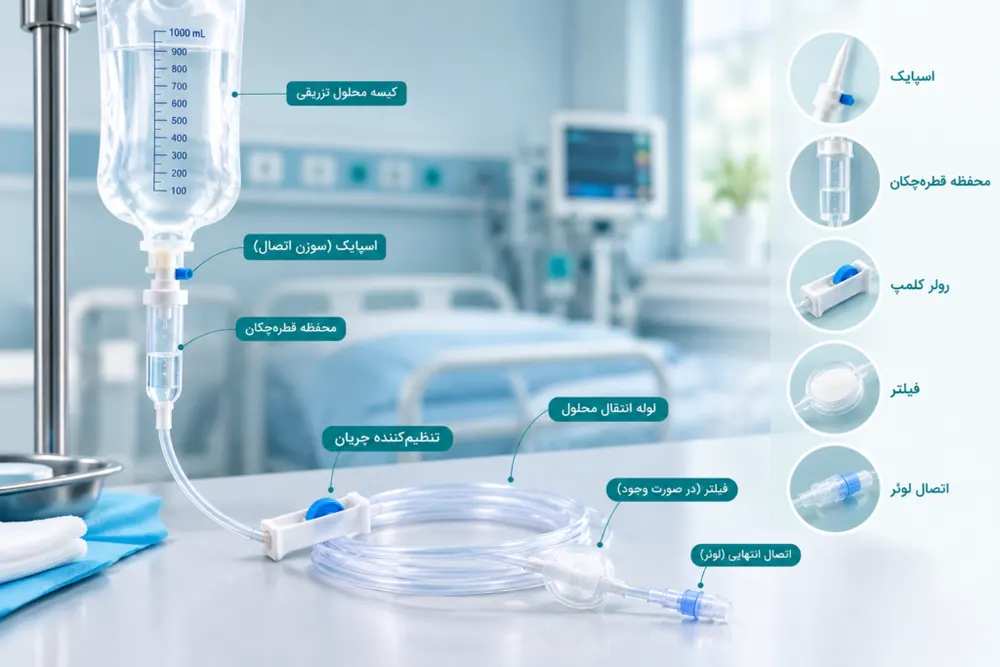 1000 mL
900
800
700
600
500
400
300
200
100
کیسه محلول تزریقی
اسپایک (سوزن اتصال)
محفظه قطره‌چکان
تنظیم‌کننده جریان
لوله انتقال محلول
فیلتر (در صورت وجود)
اتصال انتهایی (لوئر)
اسپایک
محفظه قطره‌چکان
رولر کلمپ
فیلتر
اتصال لوئر